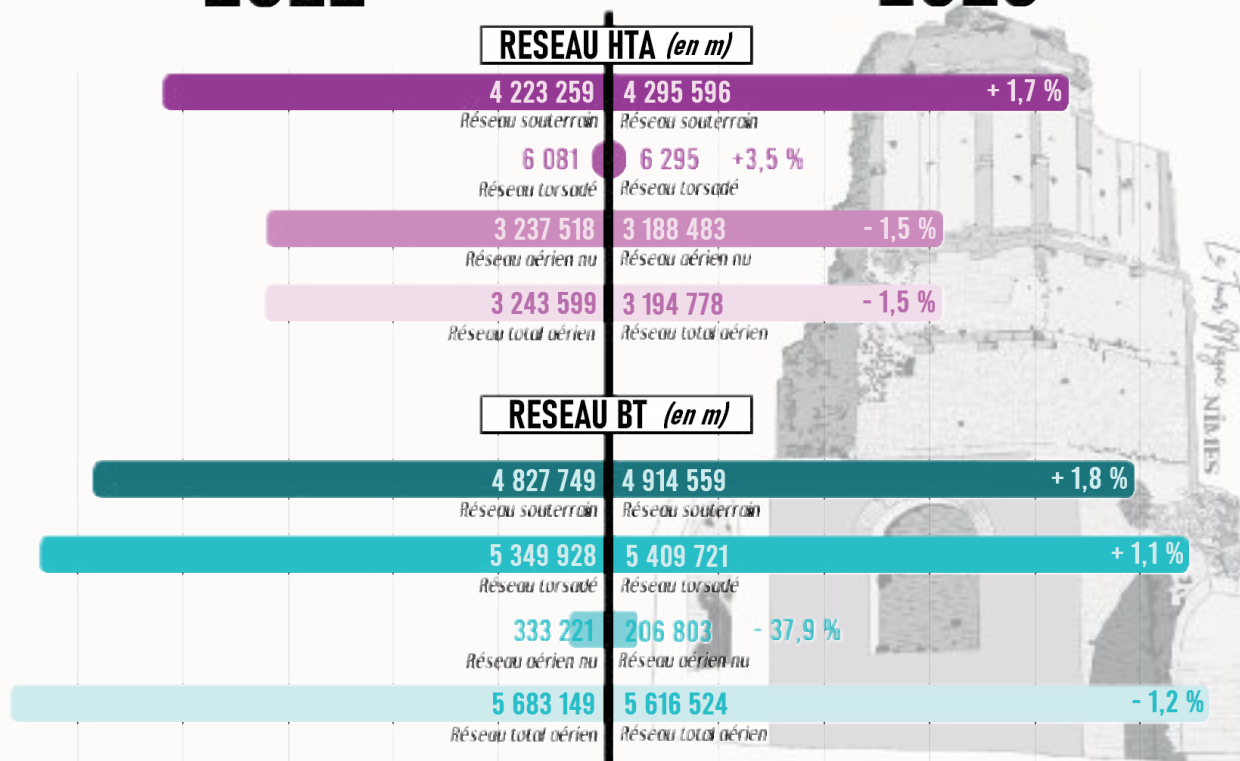 RESEAU HTA (en m)
4 223 259 4 295 596 + 1,7 %
Réseau souterrain Réseau souterrain
6 081 6 295 +3,5 %
Réseau torsadé Réseau torsadé
3 237 518 3 188 483 - 1,5 %
Réseau aérien nu Réseau aérien nu
3 243 599 3 194 778 - 1,5 %
Réseau total aérien Réseau total aérien
RESEAU BT (en m)
4 827 749 4 914 559 + 1,8 %
Réseau souterrain Réseau souterrain
5 349 928 5 409 721 + 1,1 %
Réseau torsadé Réseau torsadé
333 221 206 803 - 37,9 %
Réseau aérien nu Réseau aérien nu
5 683 149 5 616 524 - 1,2 %
Réseau total aérien Réseau total aérien
NÎMES